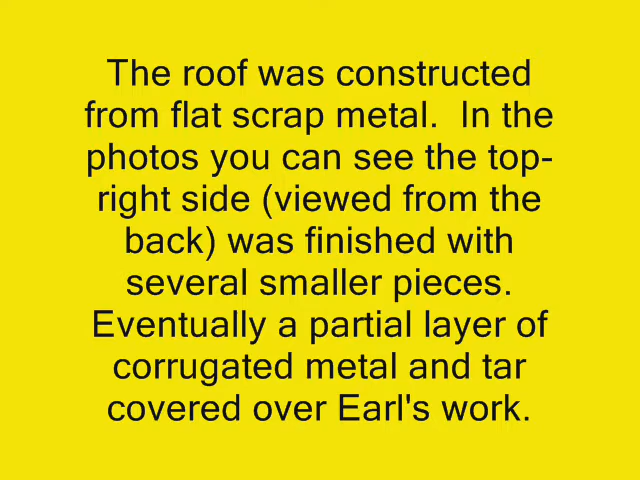 The roof was constructed
from flat scrap metal.  In the
photos you can see the top-
right side (viewed from the
back) was finished with
several smaller pieces.
Eventually a partial layer of
corrugated metal and tar
covered over Earl's work.